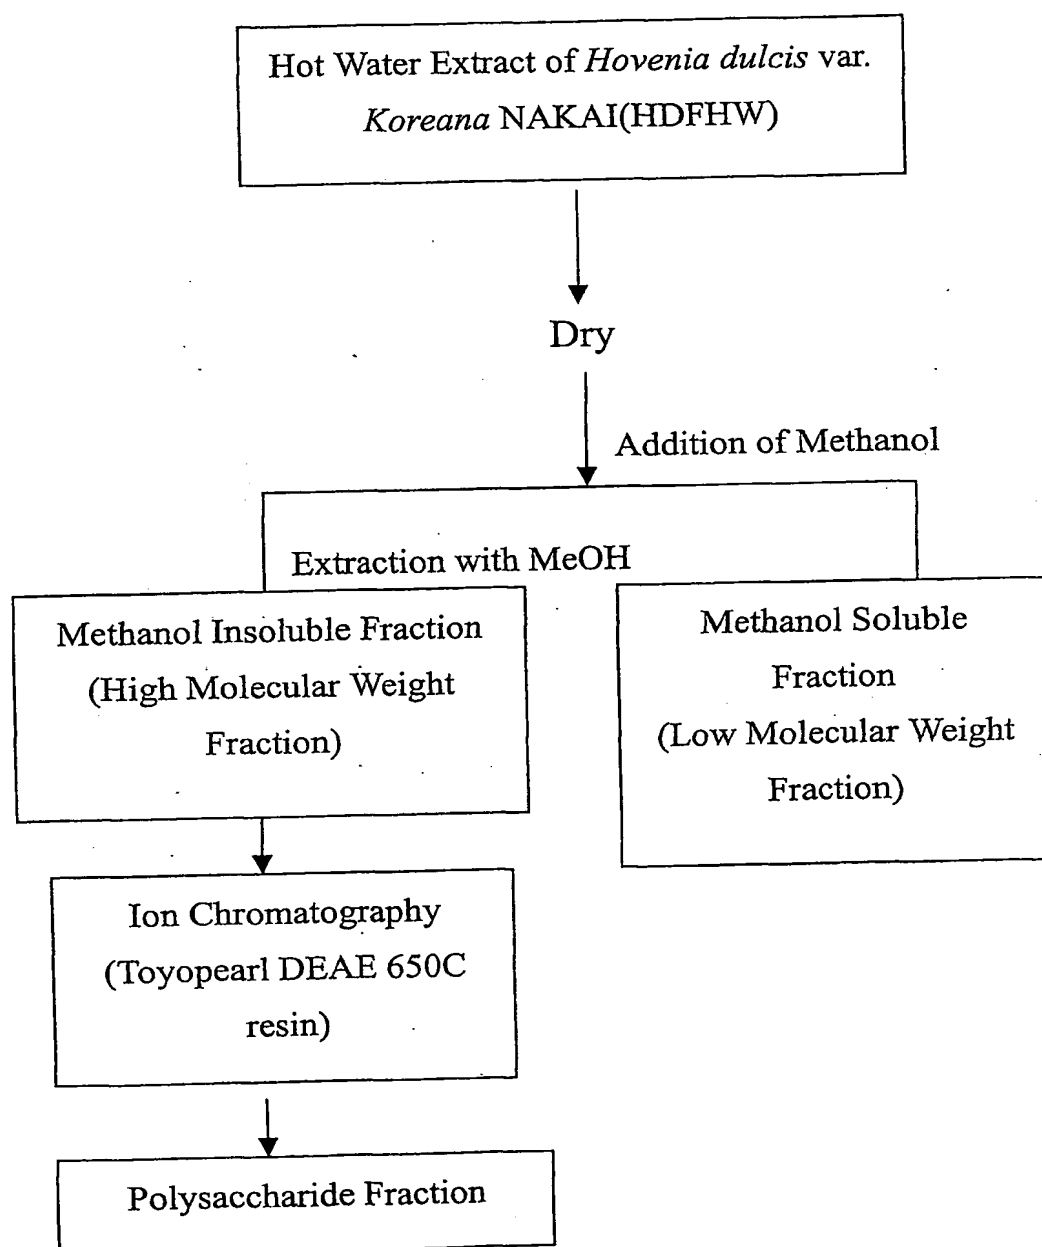 Hot Water Extract of Hovenia dulcis var.
Koreana NAKAI(HDFHW)
Dry
Addition of Methanol
Extraction with MeOH
Methanol Insoluble Fraction
(High Molecular Weight
Fraction)
Methanol Soluble
Fraction
(Low Molecular Weight
Fraction)
Ion Chromatography
(Toyopearl DEAE 650C
resin)
Polysaccharide Fraction